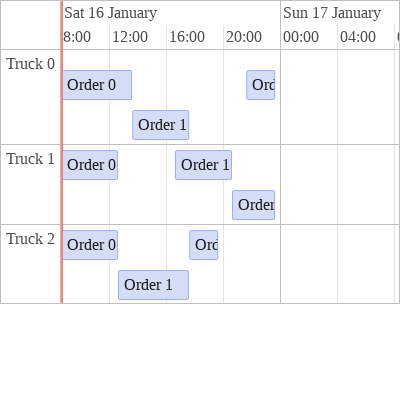 Sat 16 January Sun 17 January
8:00 12:00 16:00 20:00 00:00 04:00
Truck 0
Order 0 Ord
Order 1
Truck 1
Order 0 Order 1
Order
Truck 2
Order 0 Ord
Order 1